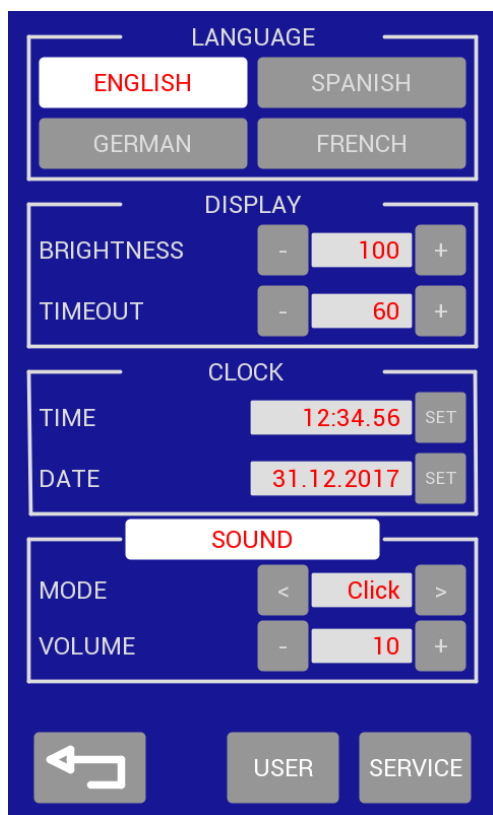 LANGUAGE
ENGLISH SPANISH
GERMAN FRENCH
DISPLAY
BRIGHTNESS - 100 +
TIMEOUT - 60 +
CLOCK
TIME 12:34.56 SET
DATE 31.12.2017 SET
SOUND
MODE < Click >
VOLUME - 10 +
USER SERVICE